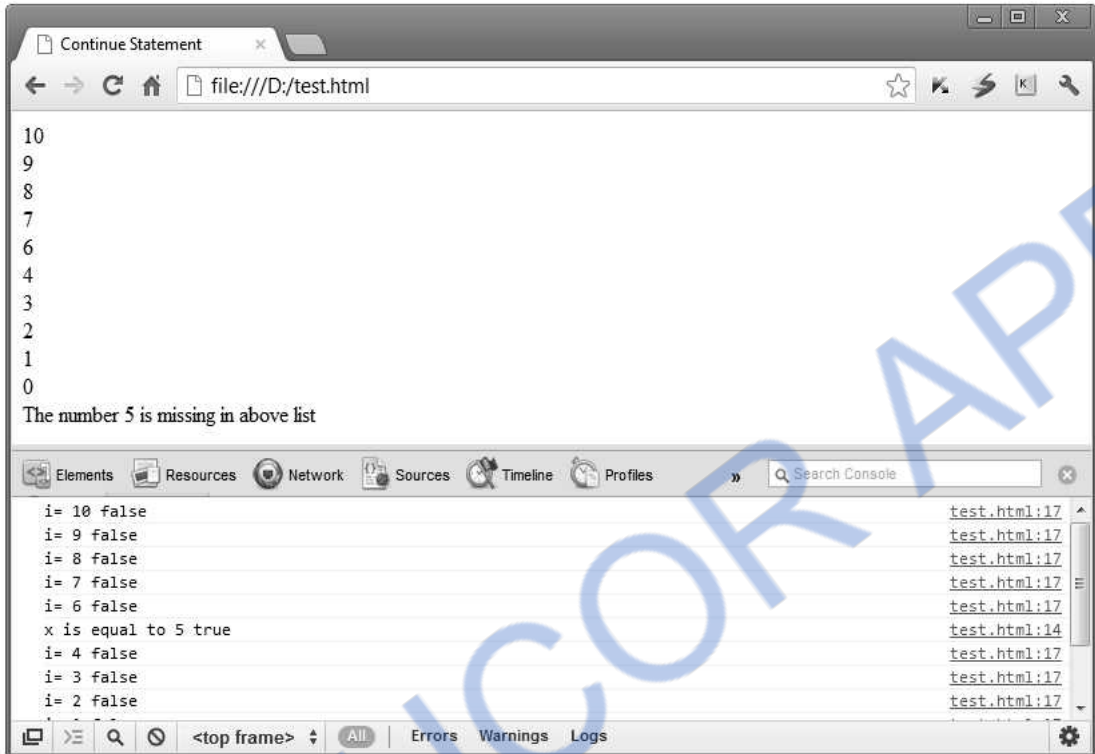 Continue Statement
file:///D:/test.html
10
9
8
7
6
4
3
2
1
0
The number 5 is missing in above list
Elements Resources Network Sources Timeline Profiles » Search Console
i= 10 false test.html:17
i= 9 false test.html:17
i= 8 false test.html:17
i= 7 false test.html:17
i= 6 false test.html:17
x is equal to 5 true test.html:14
i= 4 false test.html:17
i= 3 false test.html:17
i= 2 false test.html:17
<top frame> All Errors Warnings Logs
ICOR AP